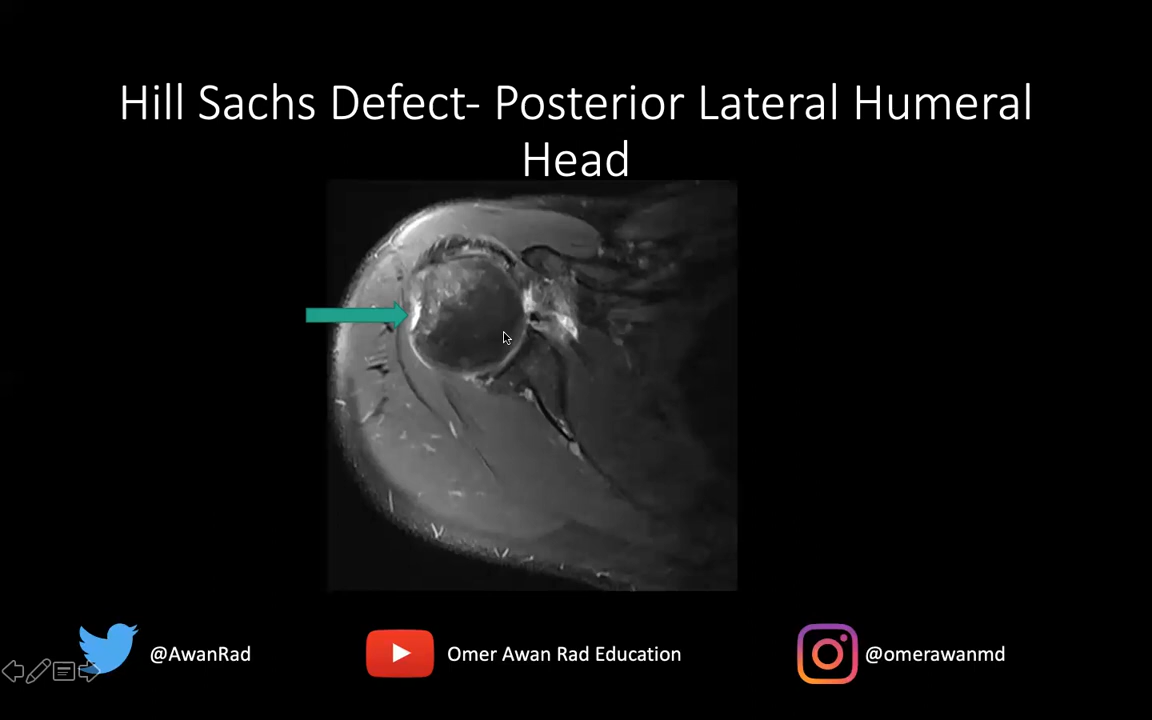 Hill Sachs Defect- Posterior Lateral Humeral
Head
@AwanRad
Omer Awan Rad Education
@omerawanmd